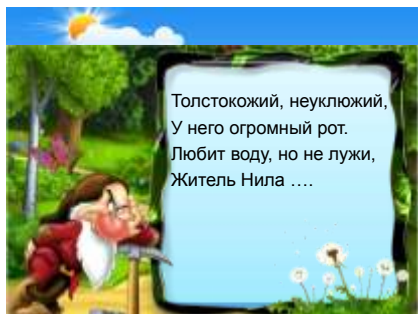 Толстокожий, неуклюжий,
У него огромный рот.
Любит воду, но не лужи,
Житель Нила ….